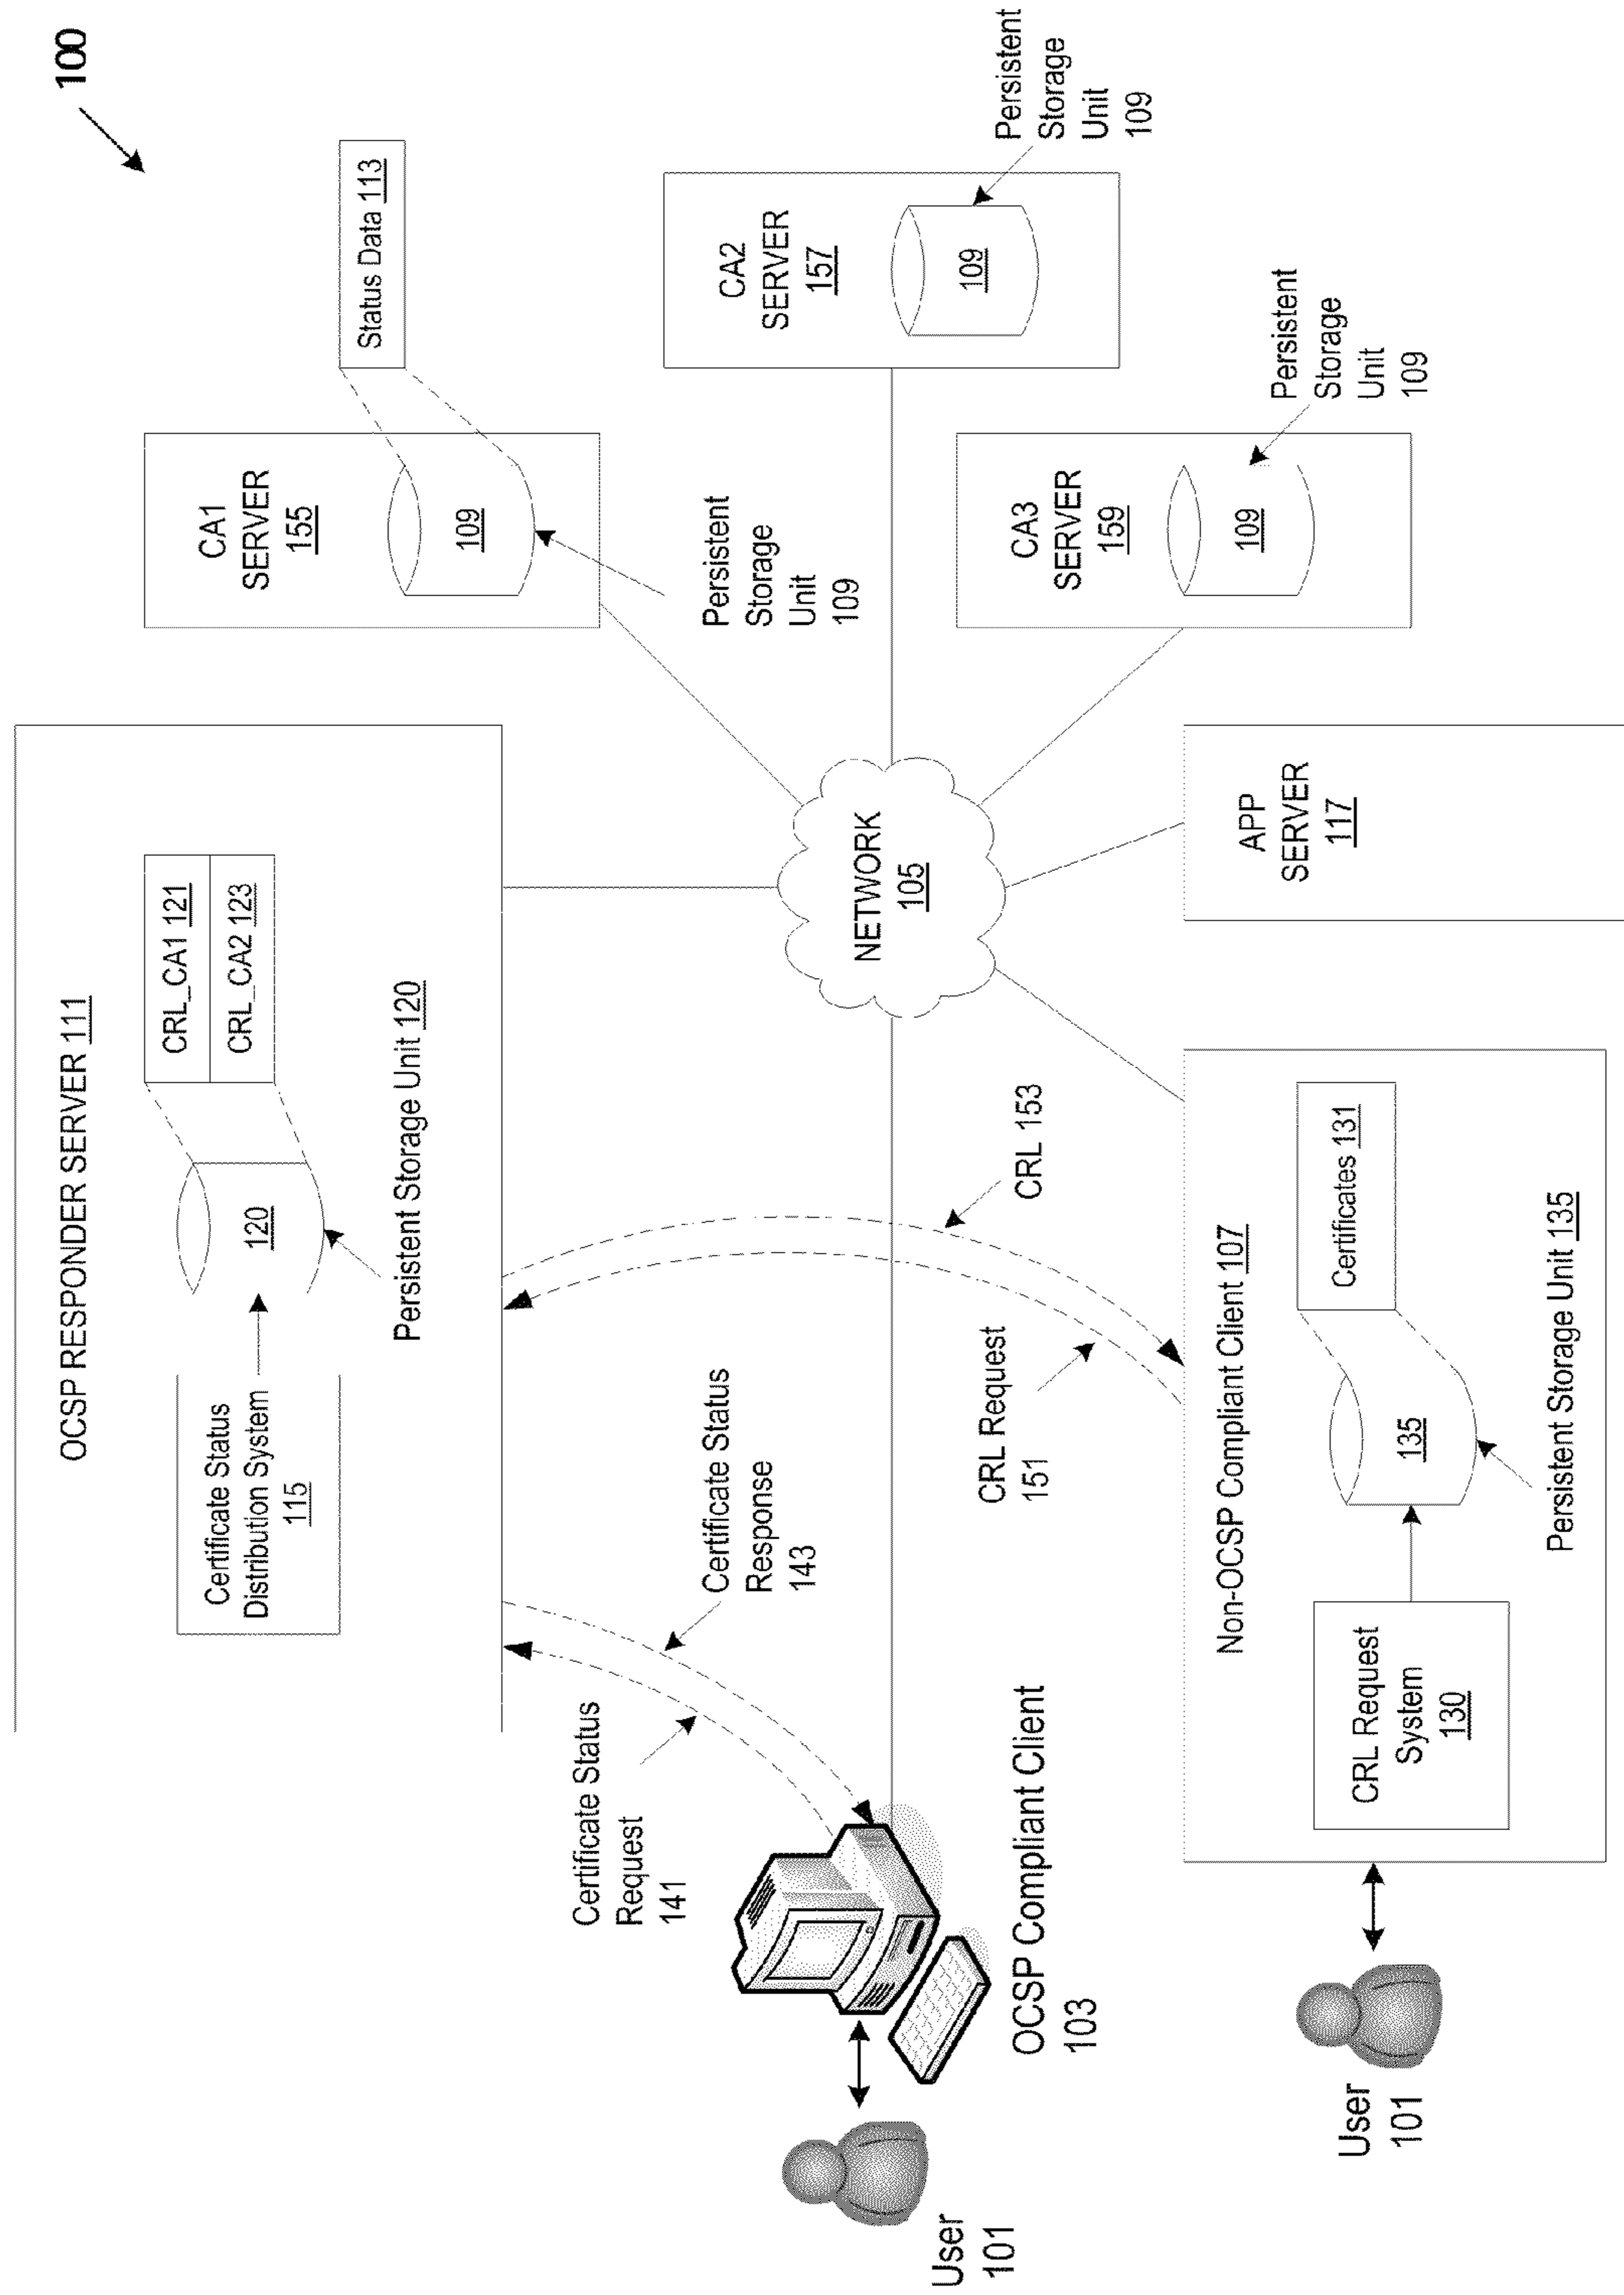 100
OCSP RESPONDER SERVER 111
Certificate Status
Distribution System
115
120
CRL_CA1 121
CRL_CA2 123
Persistent Storage Unit 120
CA1
SERVER
155
109
Status Data 113
Persistent
Storage
Unit
109
CA2
SERVER
157
109
Persistent
Storage
Unit
109
CA3
SERVER
159
109
Persistent
Storage
Unit
109
NETWORK
105
APP
SERVER
117
Certificate Status
Request
141
Certificate Status
Response
143
CRL Request
151
CRL 153
User
101
OCSP Compliant Client
103
Non-OCSP Compliant Client 107
CRL Request
System
130
135
Certificates 131
Persistent Storage Unit 135
User
101